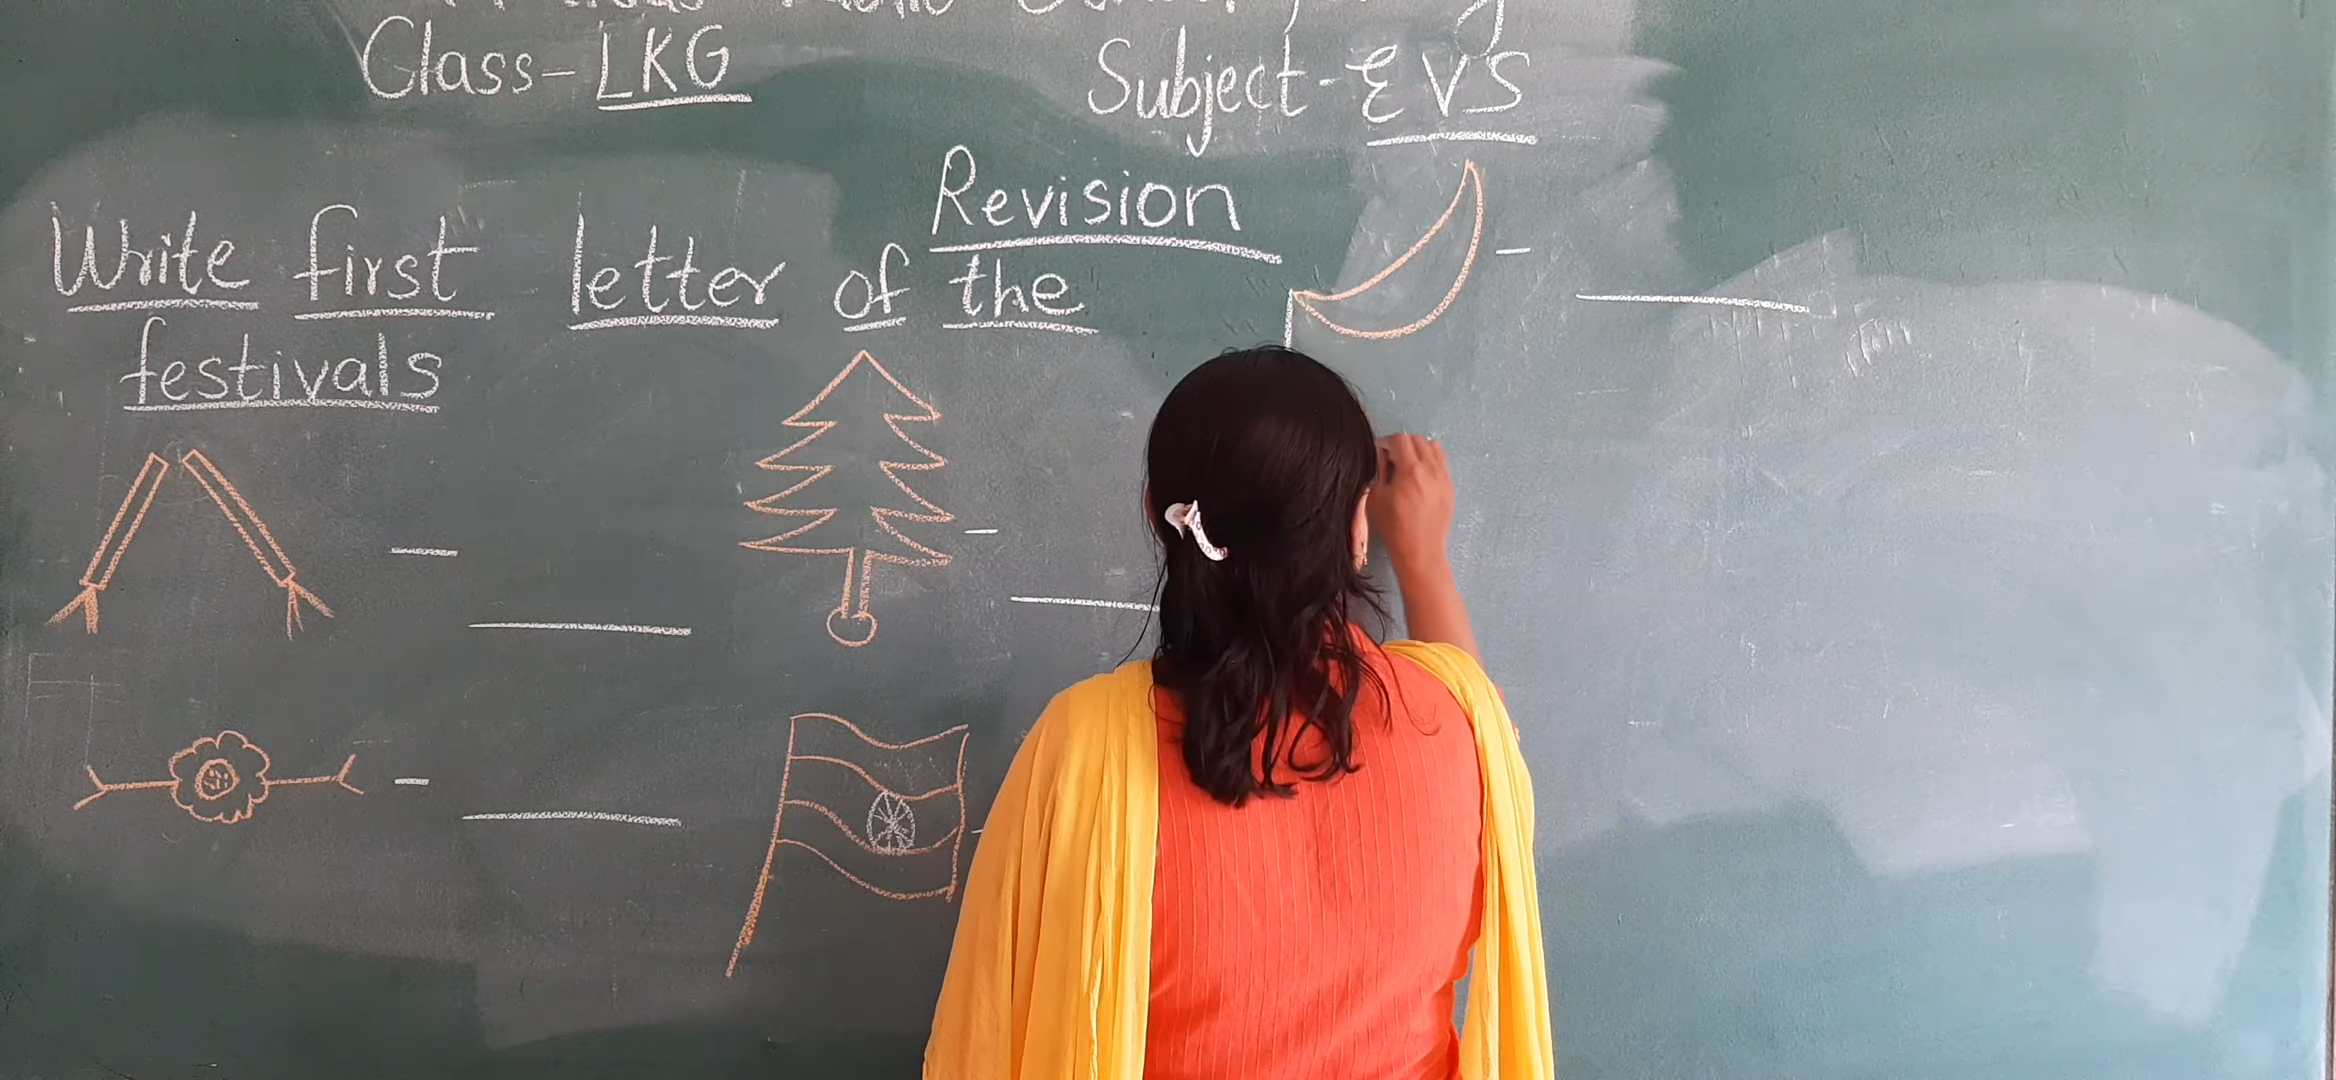 Class-LKG
Subject-EVS
Revision
Write first letter of the
festivals